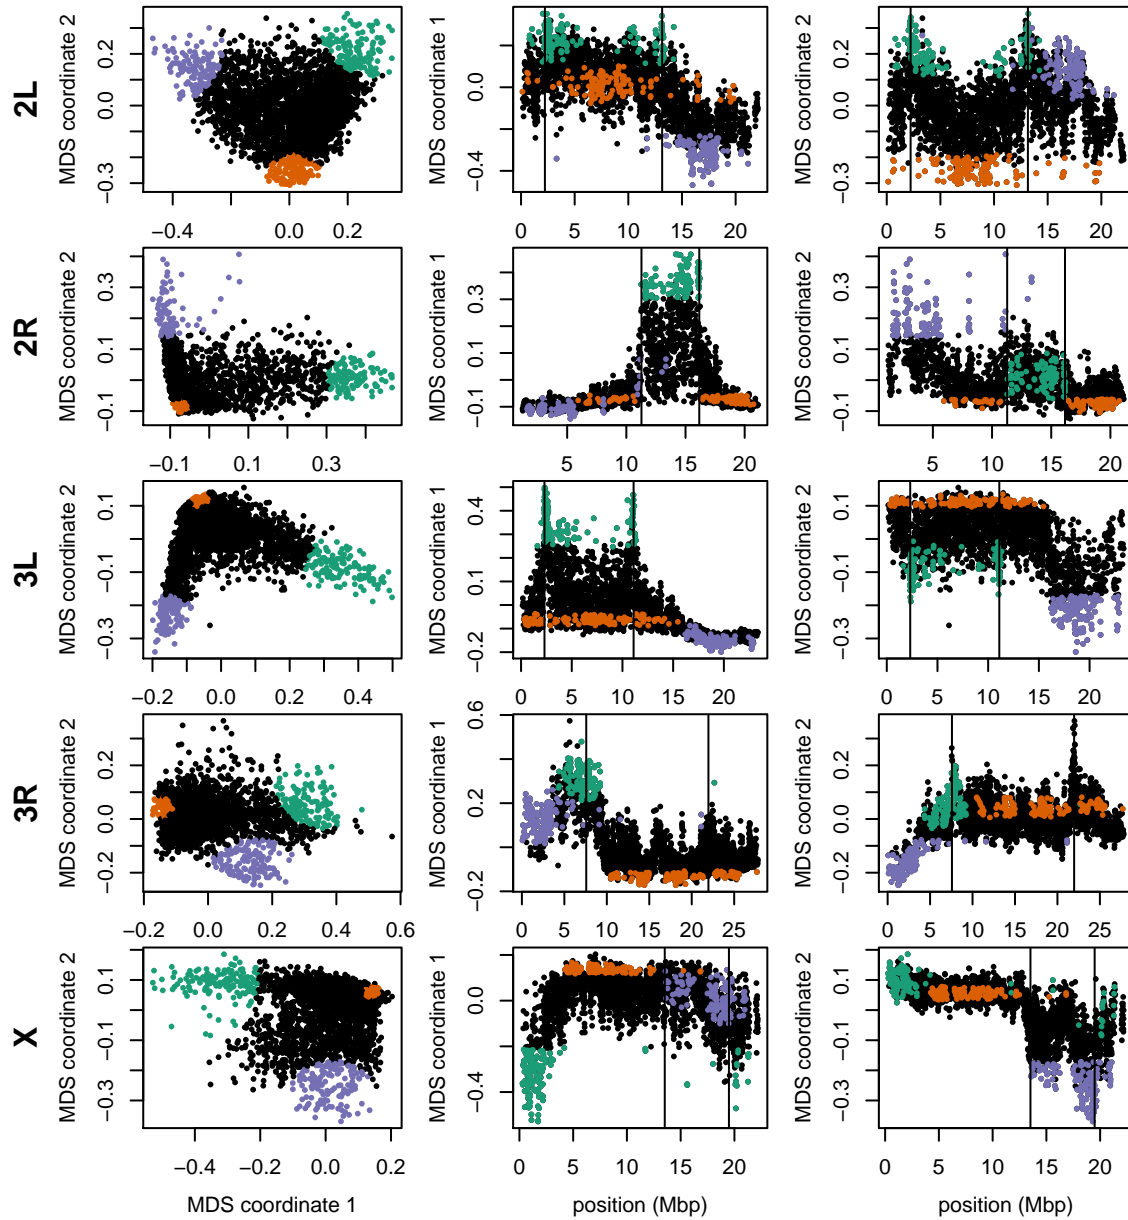 2L
MDS coordinate 2
−0.3 0.0 0.2
−0.4 0.0 0.2
MDS coordinate 1
−0.4 0.0
0 5 10 15 20
MDS coordinate 2
−0.3 0.0 0.2
0 5 10 15 20
2R
MDS coordinate 2
−0.1 0.1 0.3
−0.1 0.1 0.3
MDS coordinate 1
−0.1 0.1 0.3
5 10 15 20
MDS coordinate 2
−0.1 0.1 0.3
5 10 15 20
3L
MDS coordinate 2
−0.3 −0.1 0.1
−0.2 0.0 0.2 0.4
MDS coordinate 1
−0.2 0.1 0.4
0 5 10 15 20
MDS coordinate 2
−0.3 −0.1 0.1
0 5 10 15 20
3R
MDS coordinate 2
−0.2 0.0 0.2
−0.2 0.0 0.2 0.4 0.6
MDS coordinate 1
−0.2 0.2 0.6
0 5 10 15 20 25
MDS coordinate 2
−0.2 0.0 0.2
0 5 10 15 20 25
X
MDS coordinate 2
−0.3 −0.1 0.1
−0.4 −0.2 0.0 0.2
MDS coordinate 1
MDS coordinate 1
−0.4 0.0
0 5 10 15 20
position (Mbp)
MDS coordinate 2
−0.3 −0.1 0.1
0 5 10 15 20
position (Mbp)